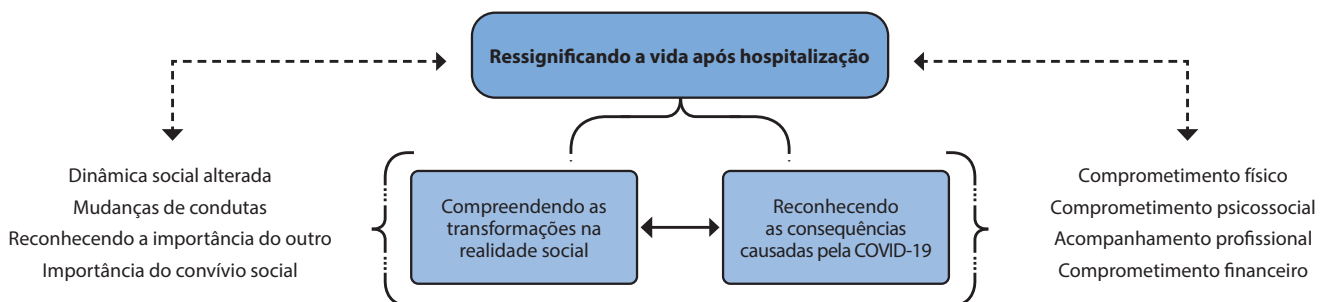 Ressignificando a vida após hospitalização
Dinâmica social alterada
Mudanças de condutas
Reconhecendo a importância do outro
Importância do convívio social
Compreendendo as
transformações na
realidade social
Reconhecendo
as consequências
causadas pela COVID-19
Comprometimento físico
Comprometimento psicossocial
Acompanhamento profissional
Comprometimento financeiro